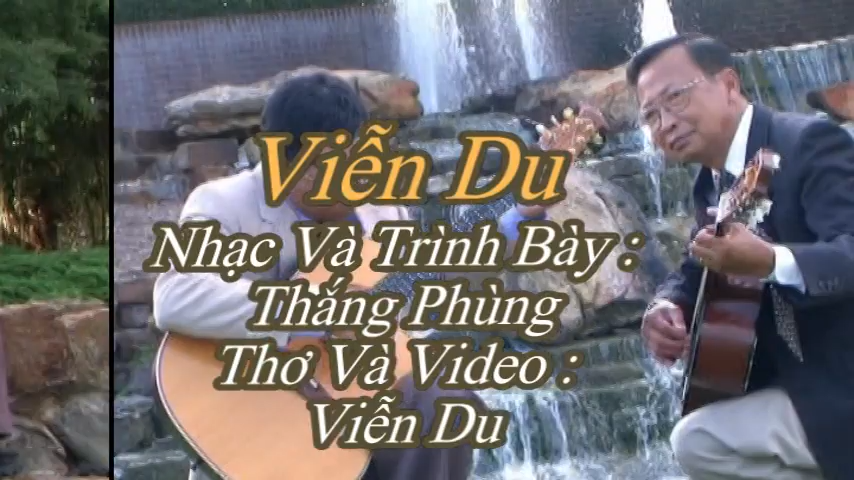 Viễn Du
Nhạc Và Trình Bày :
Thắng Phùng
Thơ Và Video :
Viễn Du